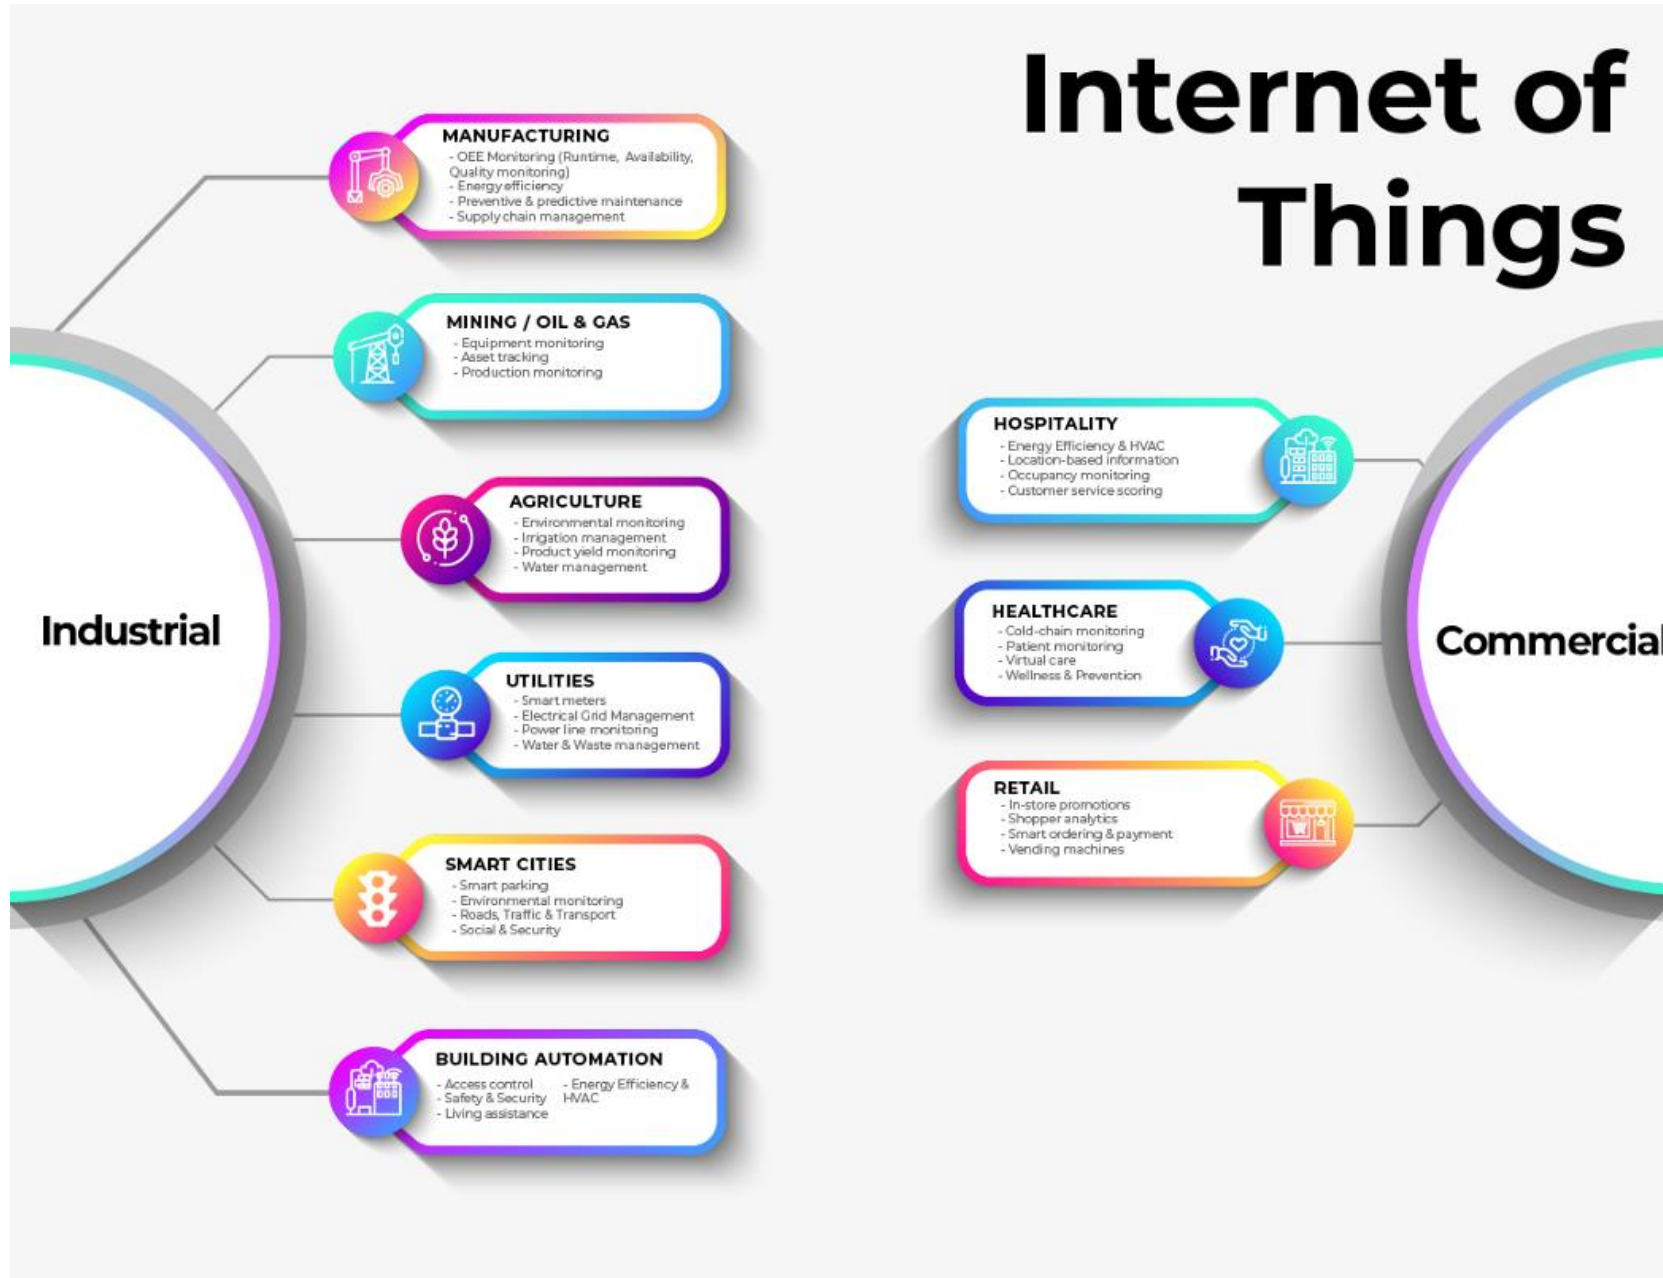 Internet of
Things
Industrial
MANUFACTURING
- OEE Monitoring (Runtime, Availability,
Quality monitoring)
- Energy efficiency
- Preventive & predictive maintenance
- Supply chain management
MINING / OIL & GAS
- Equipment monitoring
- Asset tracking
- Production monitoring
AGRICULTURE
- Environmental monitoring
- Irrigation management
- Product yield monitoring
- Water management
UTILITIES
- Smart meters
- Electrical Grid Management
- Power line monitoring
- Water & Waste management
SMART CITIES
- Smart parking
- Environmental monitoring
- Roads, Traffic & Transport
- Social & Security
BUILDING AUTOMATION
- Access control
- Safety & Security
- Living assistance
- Energy Efficiency &
HVAC
Commercial
HOSPITALITY
- Energy Efficiency & HVAC
- Location-based information
- Occupancy monitoring
- Customer service scoring
HEALTHCARE
- Cold-chain monitoring
- Patient monitoring
- Virtual care
- Wellness & Prevention
RETAIL
- In-store promotions
- Shopper analytics
- Smart ordering & payment
- Vending machines